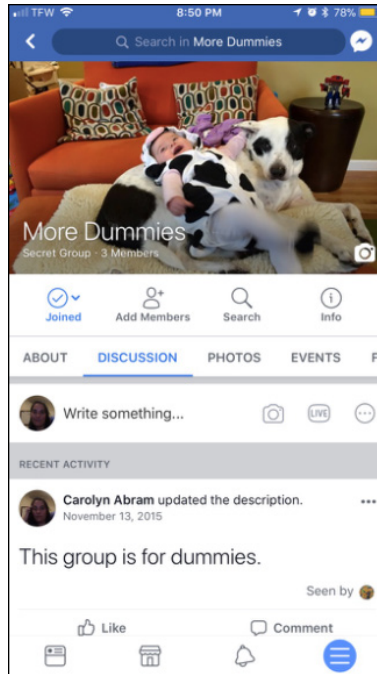 TFW 8:50 PM 78%
Search in More Dummies
More Dummies
Secret Group · 3 Members
Joined Add Members Search Info
ABOUT DISCUSSION PHOTOS EVENTS F
Write something... LIVE
RECENT ACTIVITY
Carolyn Abram updated the description.
November 13, 2015
This group is for dummies.
Seen by
Like Comment